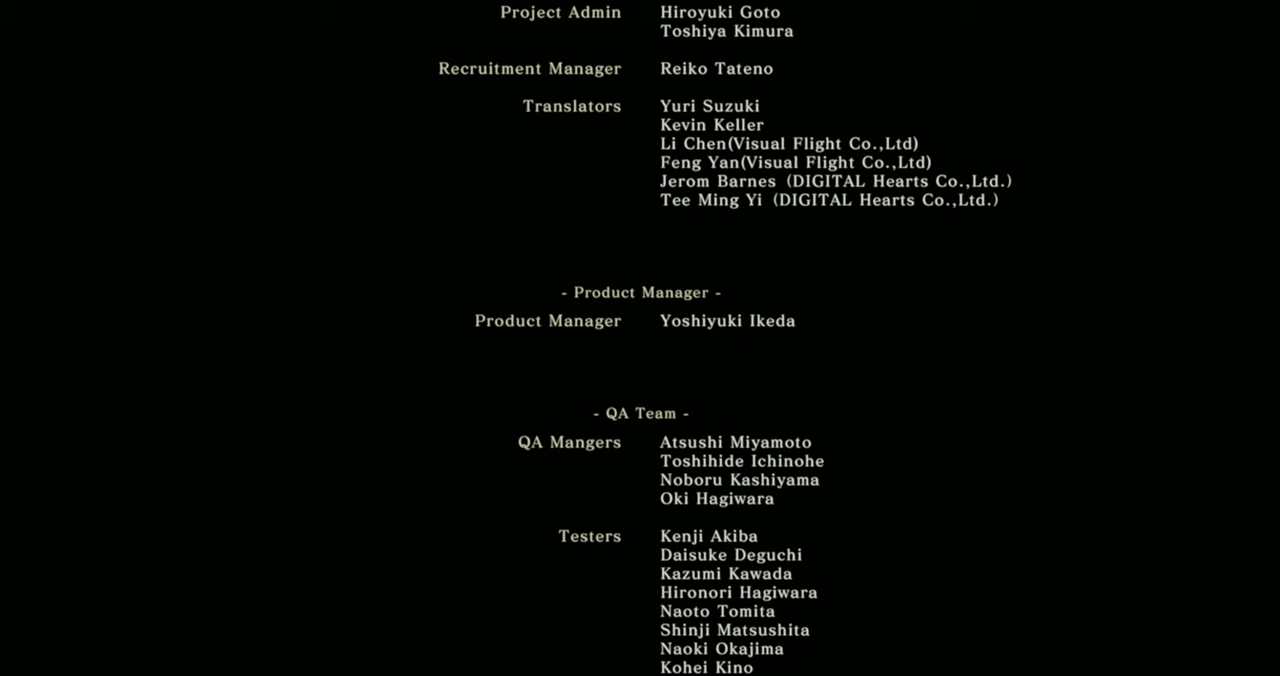 Project Admin Hiroyuki Goto
Toshiya Kimura
Recruitment Manager Reiko Tateno
Translators Yuri Suzuki
Kevin Keller
Li Chen(Visual Flight Co.,Ltd)
Feng Yan(Visual Flight Co.,Ltd)
Jerom Barnes (DIGITAL Hearts Co.,Ltd.)
Tee Ming Yi (DIGITAL Hearts Co.,Ltd.)
- Product Manager -
Product Manager Yoshiyuki Ikeda
- QA Team -
QA Mangers Atsushi Miyamoto
Toshihide Ichinohe
Noboru Kashiyama
Oki Hagiwara
Testers Kenji Akiba
Daisuke Deguchi
Kazumi Kawada
Hironori Hagiwara
Naoto Tomita
Shinji Matsushita
Naoki Okajima
Kohei Kino